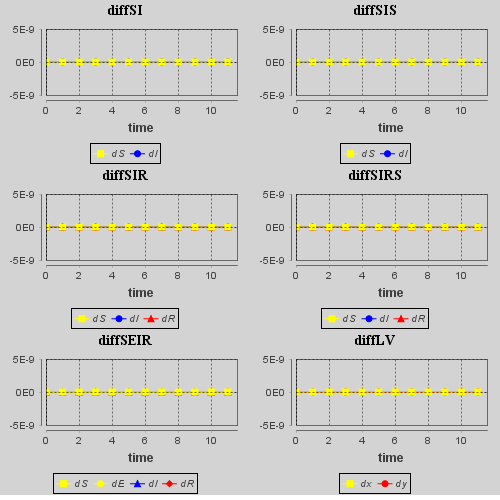 diffSI diffSIS
5E-9 5E-9
0E0 0E0
-5E-9 -5E-9
0 2 4 6 8 10 0 2 4 6 8 10
time time
dS dI dS dI
diffSIR diffSIRS
5E-9 5E-9
0E0 0E0
-5E-9 -5E-9
0 2 4 6 8 10 0 2 4 6 8 10
time time
dS dI dR dS dI dR
diffSEIR diffLV
5E-9 5E-9
0E0 0E0
-5E-9 -5E-9
0 2 4 6 8 10 0 2 4 6 8 10
time time
dS dE dI dR dx dy